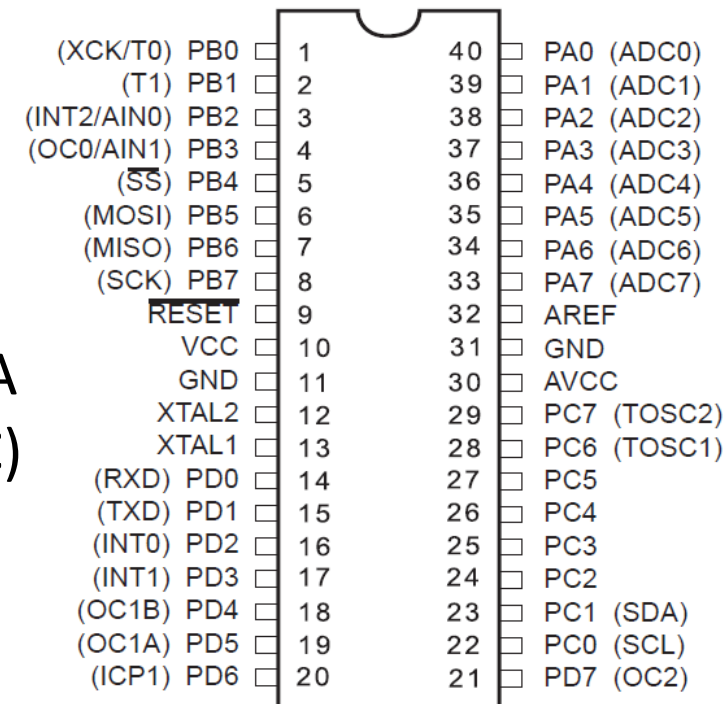 (XCK/T0) PB0 1 40 PA0 (ADC0)
(T1) PB1 2 39 PA1 (ADC1)
(INT2/AIN0) PB2 3 38 PA2 (ADC2)
(OC0/AIN1) PB3 4 37 PA3 (ADC3)
(SS) PB4 5 36 PA4 (ADC4)
(MOSI) PB5 6 35 PA5 (ADC5)
(MISO) PB6 7 34 PA6 (ADC6)
(SCK) PB7 8 33 PA7 (ADC7)
RESET 9 32 AREF
VCC 10 31 GND
A
GND 11 30 AVCC
XTAL2 12 29 PC7 (TOSC2)
XTAL1 13 28 PC6 (TOSC1)
)
(RXD) PD0 14 27 PC5
(TXD) PD1 15 26 PC4
(INT0) PD2 16 25 PC3
(INT1) PD3 17 24 PC2
(OC1B) PD4 18 23 PC1 (SDA)
(OC1A) PD5 19 22 PC0 (SCL)
(ICP1) PD6 20 21 PD7 (OC2)